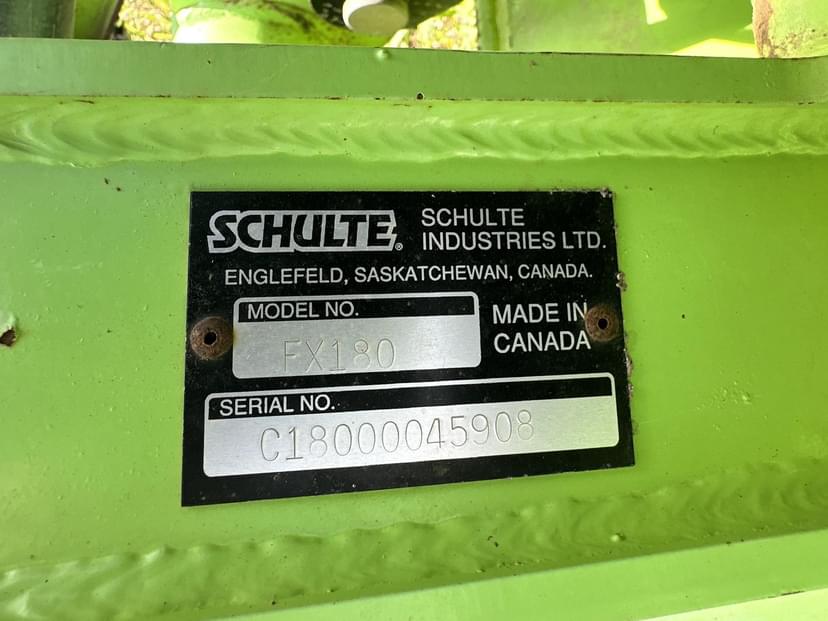 SCHULTE®
SCHULTE
INDUSTRIES LTD.
ENGLEFELD, SASKATCHEWAN, CANADA.
MODEL NO.
FX180
MADE IN
CANADA
SERIAL NO.
C18000045908